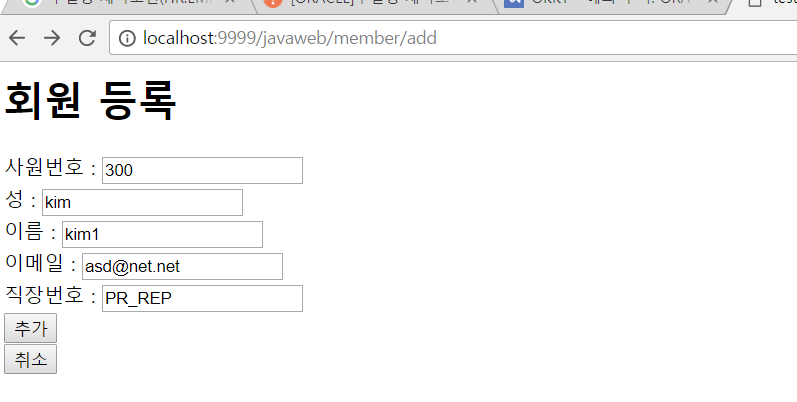 localhost:9999/javaweb/member/add
회원 등록
사원번호 : 300
성 : kim
이름 : kim1
이메일 : asd@net.net
직장번호 : PR_REP
추가
취소